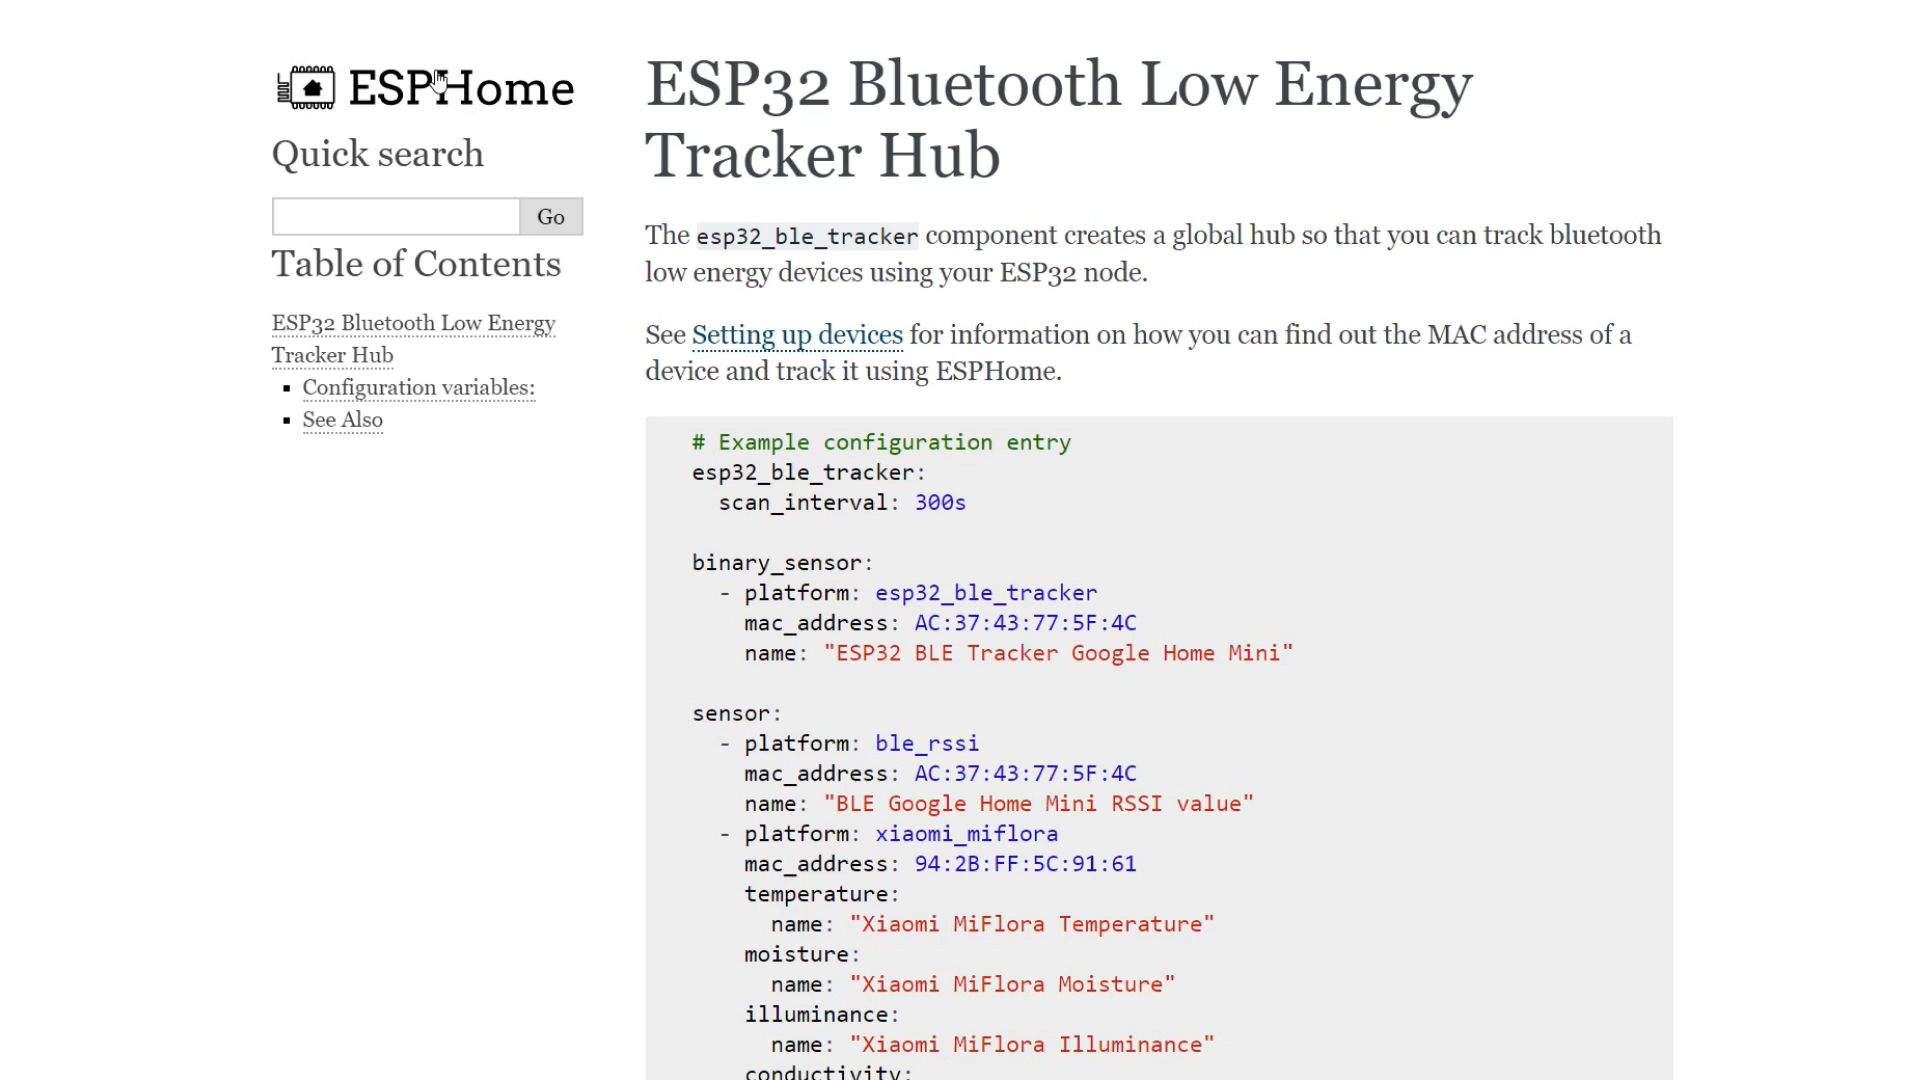 ESPHome
Quick search
Go
Table of Contents
ESP32 Bluetooth Low Energy
Tracker Hub
Configuration variables:
See Also
ESP32 Bluetooth Low Energy
Tracker Hub
The esp32_ble_tracker component creates a global hub so that you can track bluetooth
low energy devices using your ESP32 node.
See Setting up devices for information on how you can find out the MAC address of a
device and track it using ESPHome.
# Example configuration entry
esp32_ble_tracker:
  scan_interval: 300s
binary_sensor:
  - platform: esp32_ble_tracker
    mac_address: AC:37:43:77:5F:4C
    name: "ESP32 BLE Tracker Google Home Mini"
sensor:
  - platform: ble_rssi
    mac_address: AC:37:43:77:5F:4C
    name: "BLE Google Home Mini RSSI value"
  - platform: xiaomi_miflora
    mac_address: 94:2B:FF:5C:91:61
    temperature:
      name: "Xiaomi MiFlora Temperature"
    moisture:
      name: "Xiaomi MiFlora Moisture"
    illuminance:
      name: "Xiaomi MiFlora Illuminance"
    conductivity: